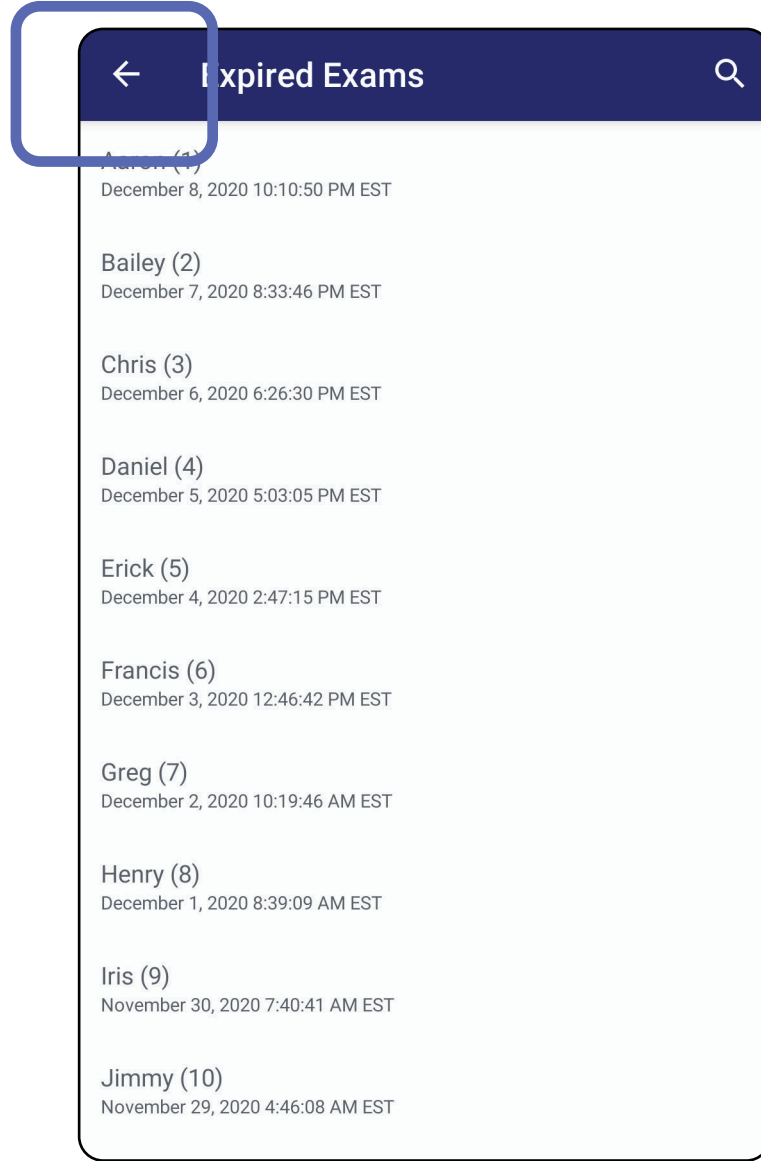 Expired Exams
Aaron (1)
December 8, 2020 10:10:50 PM EST
Bailey (2)
December 7, 2020 8:33:46 PM EST
Chris (3)
December 6, 2020 6:26:30 PM EST
Daniel (4)
December 5, 2020 5:03:05 PM EST
Erick (5)
December 4, 2020 2:47:15 PM EST
Francis (6)
December 3, 2020 12:46:42 PM EST
Greg (7)
December 2, 2020 10:19:46 AM EST
Henry (8)
December 1, 2020 8:39:09 AM EST
Iris (9)
November 30, 2020 7:40:41 AM EST
Jimmy (10)
November 29, 2020 4:46:08 AM EST